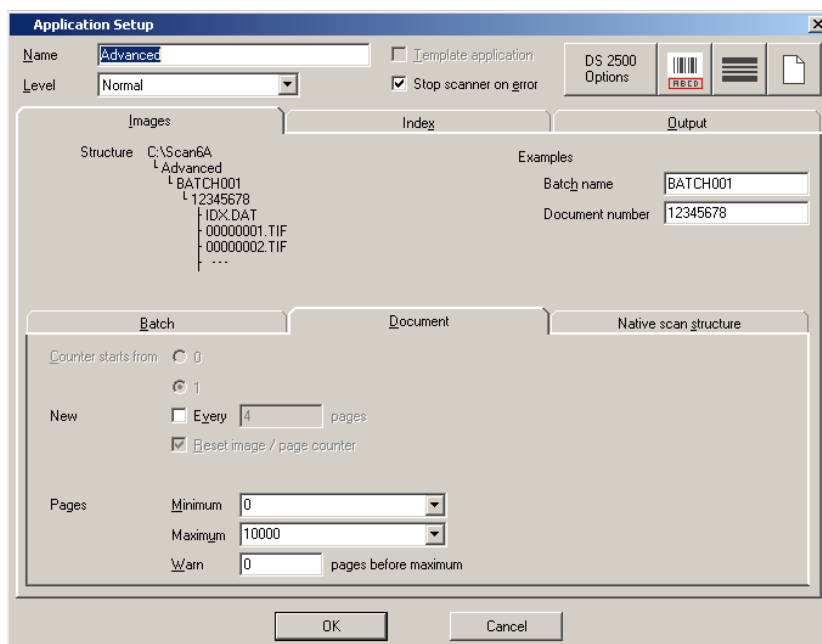 Application Setup
Name Advanced Template application DS 2500 Options
ABCD
Level Normal Stop scanner on error
Images Index Output
Structure C:\Scan6A Examples
Advanced
BATCH001 Batch name BATCH001
12345678 Document number 12345678
IDX.DAT
00000001.TIF
00000002.TIF
---
Batch Document Native scan structure
Counter starts from 0
1
New Every 4 pages
Reset image / page counter
Pages Minimum 0
Maximum 10000
Warn 0 pages before maximum
OK Cancel